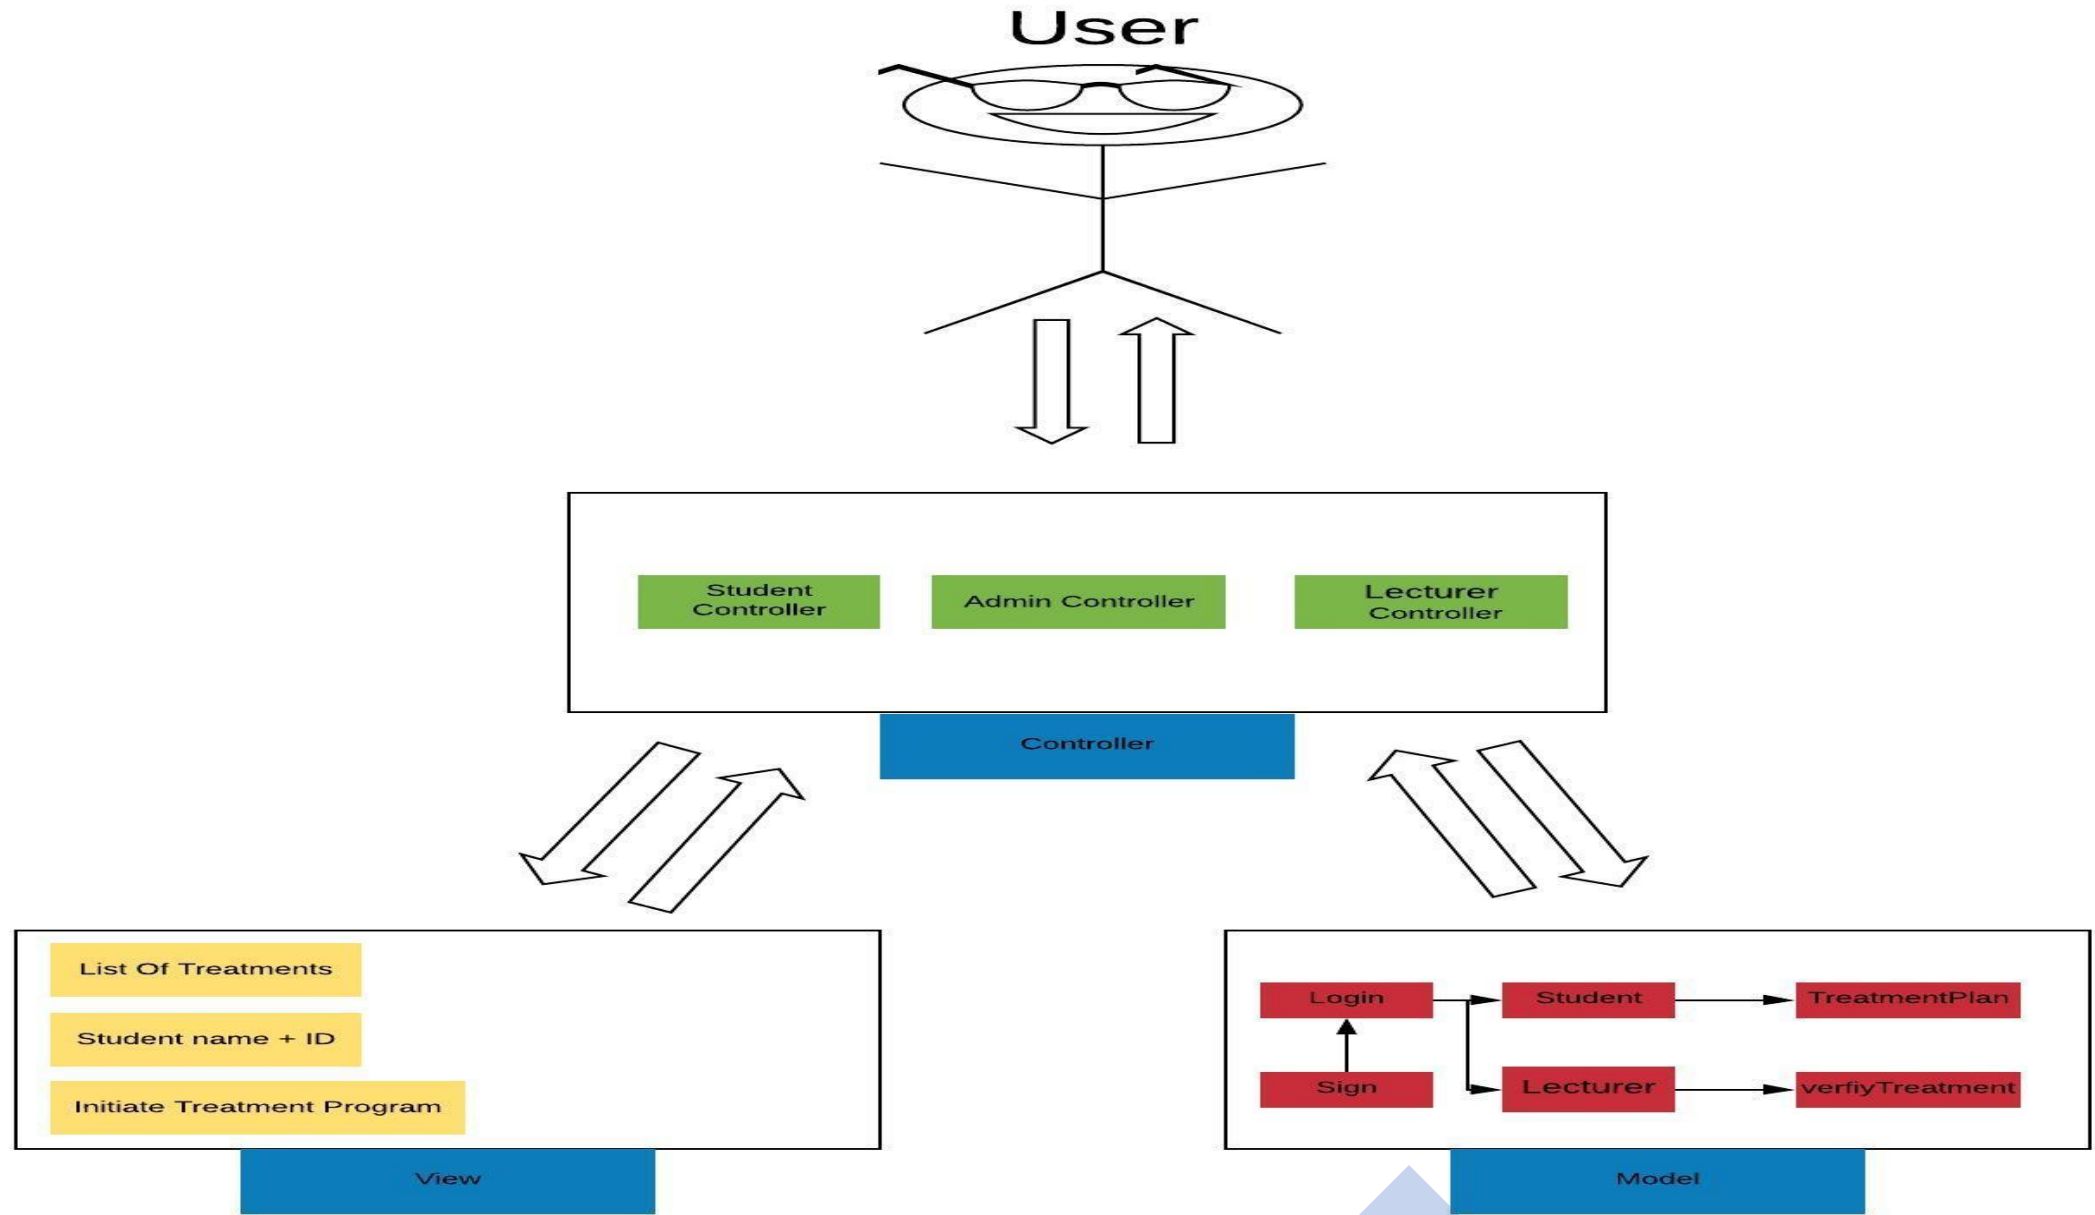 User
Student
Controller
Admin Controller
Lecturer
Controller
Controller
List Of Treatments
Student name + ID
Initiate Treatment Program
View
Login
Student
TreatmentPlan
Sign
Lecturer
verfiyTreatment
Model